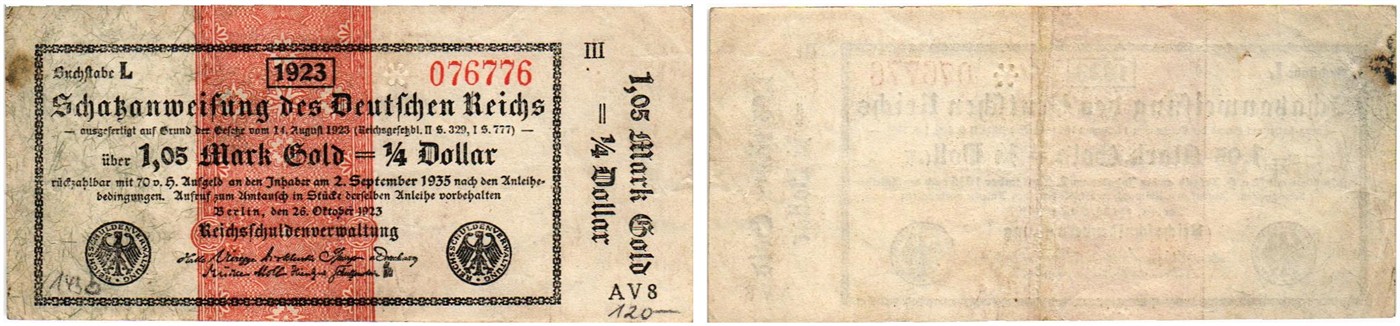 Buchstabe L
1923
076776
Schatzanweisung des Deutschen Reichs
— ausgefertigt auf Grund der Gesetze vom 14. August 1923 (Reichsgesetzbl. II S. 329, I S. 777) —
über 1,05 Mark Gold = ¼ Dollar
rückzahlbar mit 70 v. H. Aufgeld an den Inhaber am 2. September 1935 nach den Anleihe-
bedingungen. Aufruf zum Umtausch in Stücke derselben Anleihe vorbehalten
Berlin, den 26. Oktober 1923
Reichsschuldenverwaltung
REICHSSCHULDENVERWALTUNG
REICHSSCHULDENVERWALTUNG
III
1,05 Mark Gold
= ¼ Dollar
AV8
120